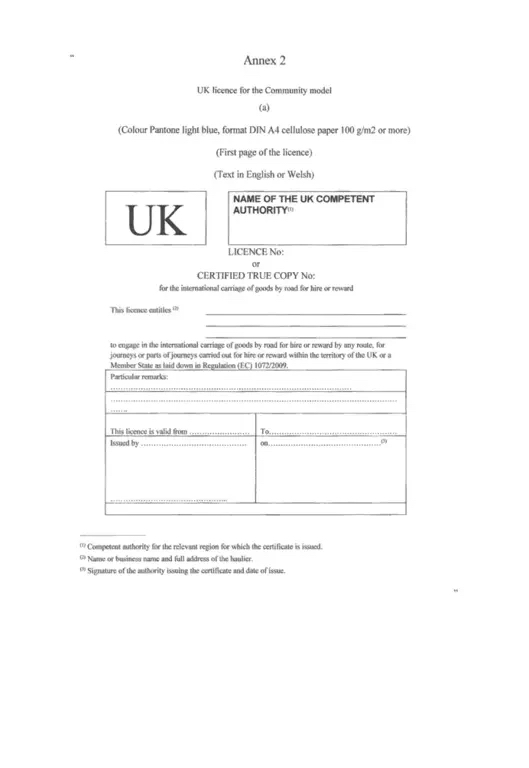 "
Annex 2
UK licence for the Community model
(a)
(Colour Pantone light blue, format DIN A4 cellulose paper 100 g/m2 or more)
(First page of the licence)
(Text in English or Welsh)
UK
NAME OF THE UK COMPETENT
AUTHORITY(1)
LICENCE No:
or
CERTIFIED TRUE COPY No:
for the international carriage of goods by road for hire or reward
This licence entitles (2)
to engage in the international carriage of goods by road for hire or reward by any route, for
journeys or parts of journeys carried out for hire or reward within the territory of the UK or a
Member State as laid down in Regulation (EC) 1072/2009.
Particular remarks:
This licence is valid from ........................ To................................................
Issued by ........................................ on...........................................(3)
(1) Competent authority for the relevant region for which the certificate is issued.
(2) Name or business name and full address of the haulier.
(3) Signature of the authority issuing the certificate and date of issue.
"